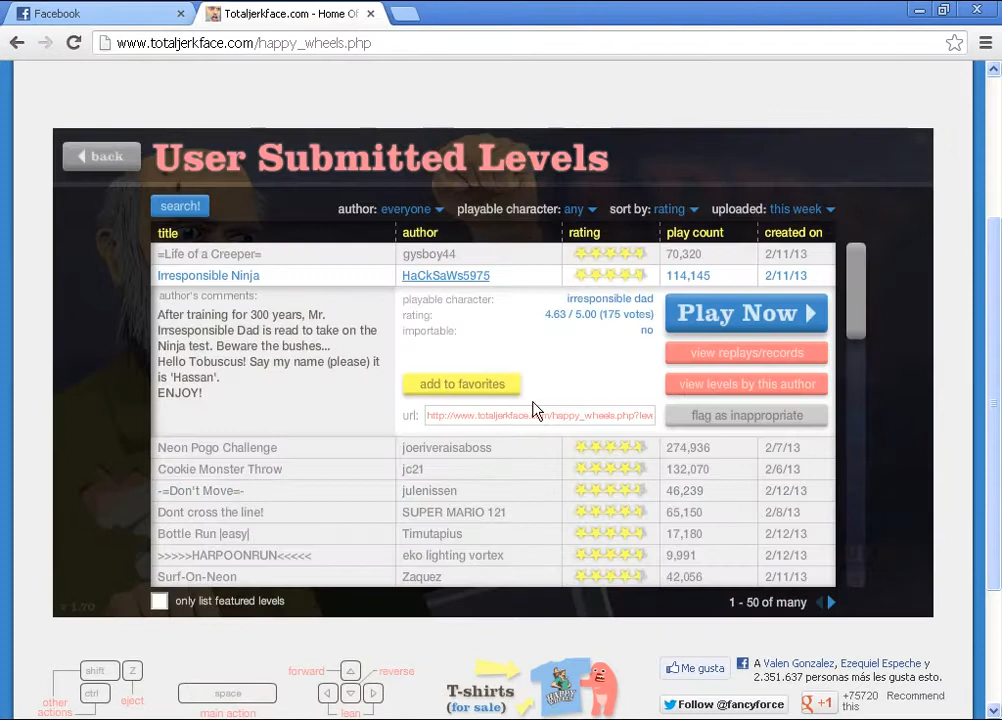 Facebook
Totaljerkface.com - Home Of
www.totaljerkface.com/happy_wheels.php
back
User Submitted Levels
search!
author: everyone playable character: any sort by: rating uploaded: this week
title author rating play count created on
=Life of a Creeper= gysboy44 70,320 2/11/13
Irresponsible Ninja HaCkSaWs5975 114,145 2/11/13
author's comments:
After training for 300 years, Mr.
Irrsesponsible Dad is read to take on the
Ninja test. Beware the bushes...
Hello Tobuscus! Say my name (please) it
is 'Hassan'.
ENJOY!
playable character: irresponsible dad
rating: 4.63 / 5.00 (175 votes)
importable: no
add to favorites
url: http://www.totaljerkface.com/happy_wheels.php?leve
Play Now
view replays/records
view levels by this author
flag as inappropriate
Neon Pogo Challenge joeriveraisaboss 274,936 2/7/13
Cookie Monster Throw jc21 132,070 2/6/13
-=Don't Move=- julenissen 46,239 2/12/13
Dont cross the line! SUPER MARIO 121 65,150 2/8/13
Bottle Run |easy| Timutapius 17,180 2/12/13
>>>>>HARPOONRUN<<<<< eko lighting vortex 9,991 2/12/13
Surf-On-Neon Zaquez 42,056 2/11/13
only list featured levels
1 - 50 of many
v 1.70
shift Z
ctrl eject
other
actions
space
main action
forward reverse
lean
T-shirts
(for sale)
Me gusta
A Valen Gonzalez, Ezequiel Espeche y
2.351.637 personas más les gusta esto.
Follow @fancyforce
+1
+75720 Recommend
this